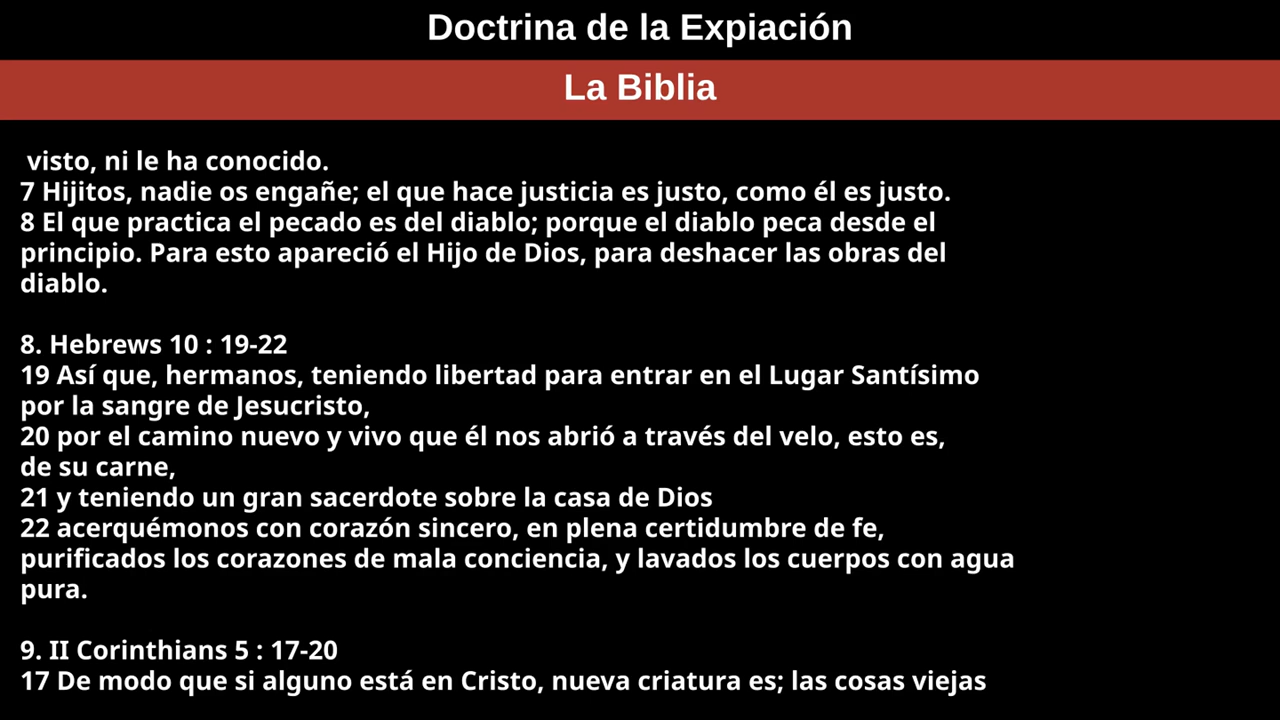 Doctrina de la Expiación
La Biblia
visto, ni le ha conocido.
7 Hijitos, nadie os engañe; el que hace justicia es justo, como él es justo.
8 El que practica el pecado es del diablo; porque el diablo peca desde el
principio. Para esto apareció el Hijo de Dios, para deshacer las obras del
diablo.
8. Hebrews 10 : 19-22
19 Así que, hermanos, teniendo libertad para entrar en el Lugar Santísimo
por la sangre de Jesucristo,
20 por el camino nuevo y vivo que él nos abrió a través del velo, esto es,
de su carne,
21 y teniendo un gran sacerdote sobre la casa de Dios
22 acerquémonos con corazón sincero, en plena certidumbre de fe,
purificados los corazones de mala conciencia, y lavados los cuerpos con agua
pura.
9. II Corinthians 5 : 17-20
17 De modo que si alguno está en Cristo, nueva criatura es; las cosas viejas